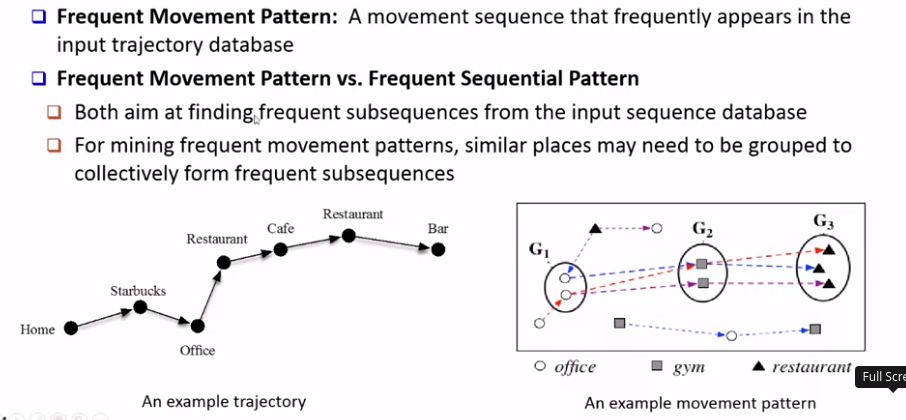 Frequent Movement Pattern: A movement sequence that frequently appears in the
input trajectory database
Frequent Movement Pattern vs. Frequent Sequential Pattern
Both aim at finding frequent subsequences from the input sequence database
For mining frequent movement patterns, similar places may need to be grouped to
collectively form frequent subsequences
Home
Starbucks
Office
Restaurant
Cafe
Restaurant
Bar
An example trajectory
G1
G2
G3
office gym restaurant
An example movement pattern
Full Scre